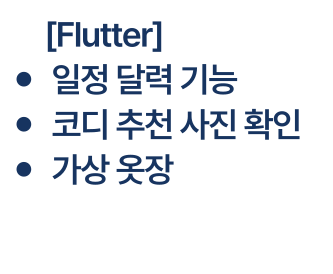 [Flutter]
● 일정 달력 기능
● 코디 추천 사진 확인
● 가상 옷장